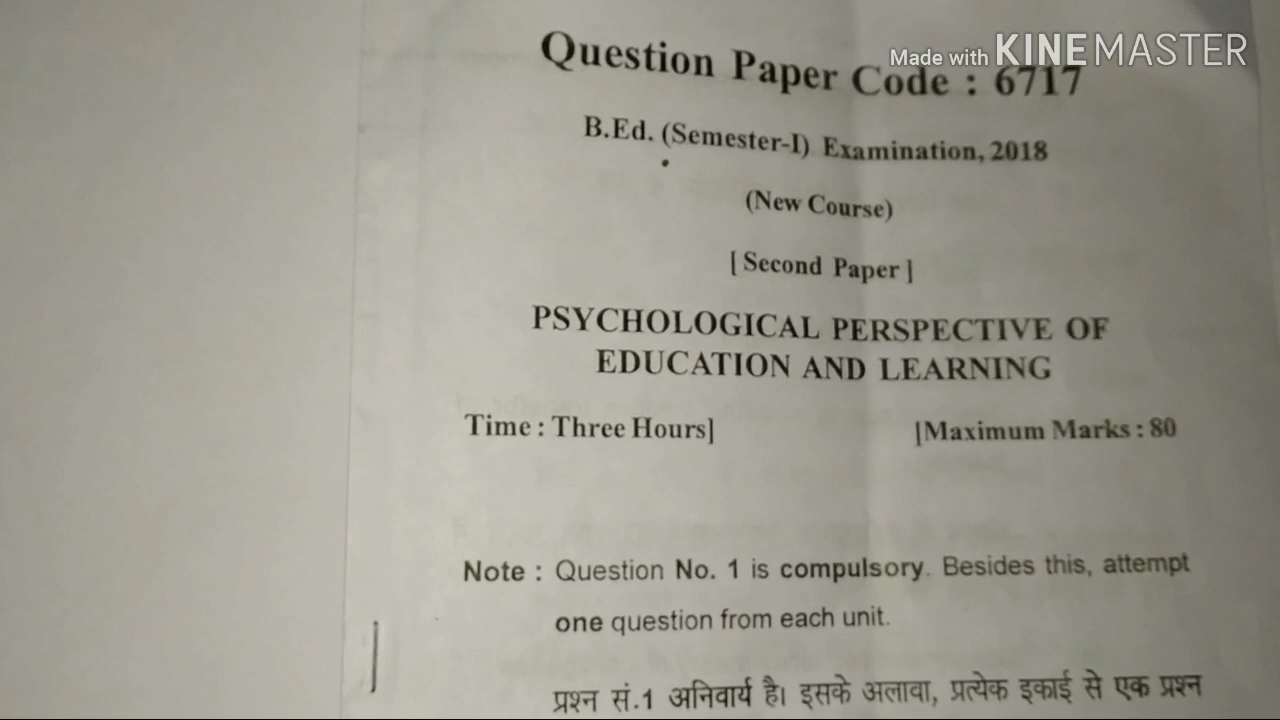 Made with KINEMASTER
Question Paper Code : 6717
B.Ed. (Semester-I) Examination, 2018
(New Course)
[ Second Paper ]
PSYCHOLOGICAL PERSPECTIVE OF
EDUCATION AND LEARNING
Time : Three Hours] [Maximum Marks : 80
Note : Question No. 1 is compulsory. Besides this, attempt
one question from each unit.
प्रश्न सं.1 अनिवार्य है। इसके अलावा, प्रत्येक इकाई से एक प्रश्न